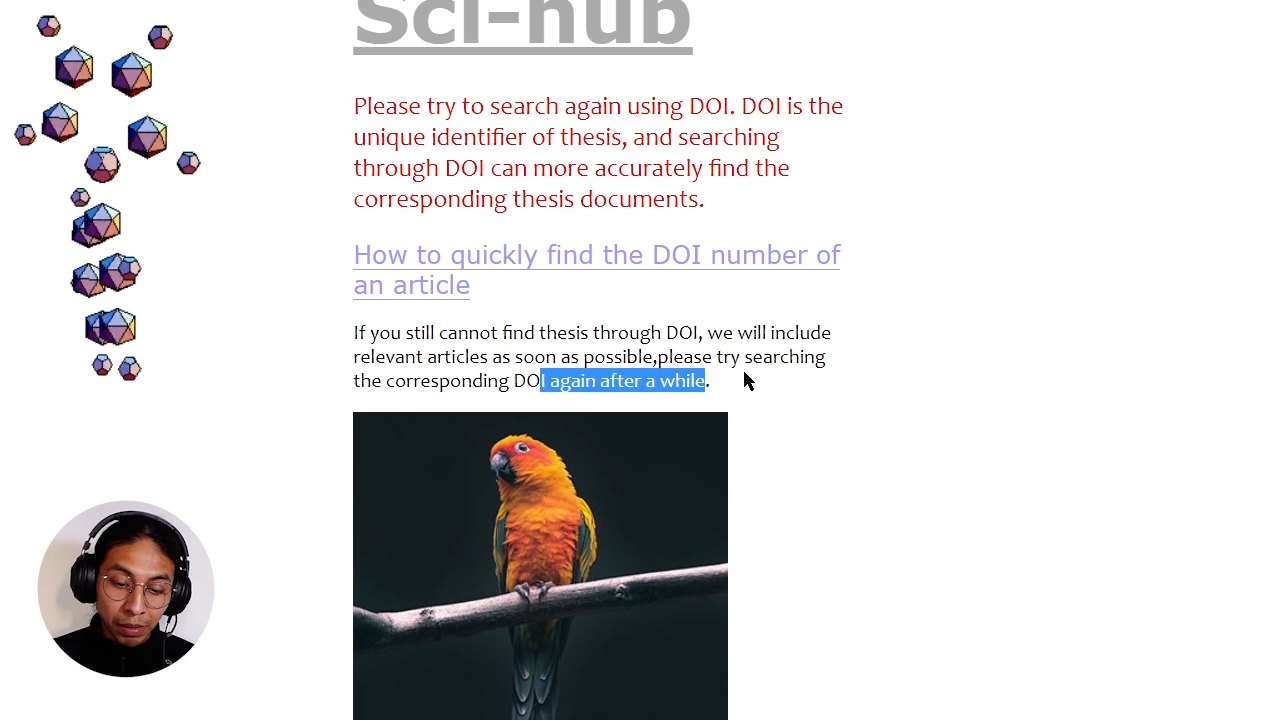 Sci-hub
Please try to search again using DOI. DOI is the
unique identifier of thesis, and searching
through DOI can more accurately find the
corresponding thesis documents.
How to quickly find the DOI number of
an article
If you still cannot find thesis through DOI, we will include
relevant articles as soon as possible,please try searching
the corresponding DOI again after a while.